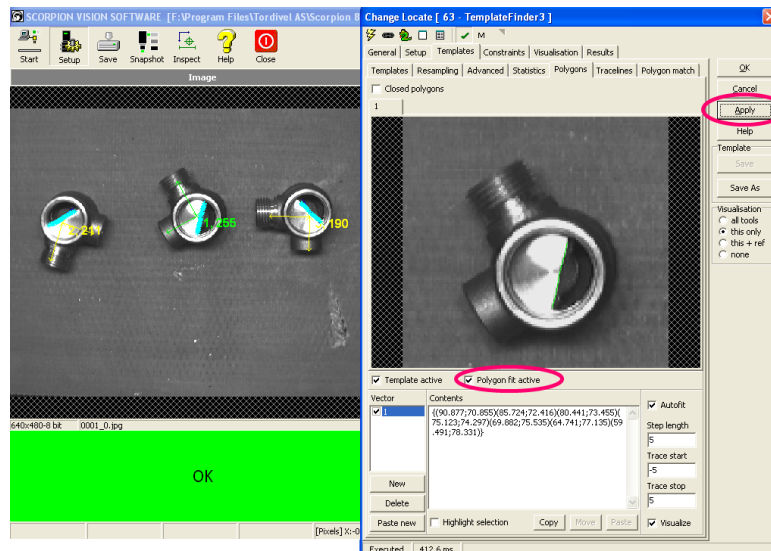 SCORPION VISION SOFTWARE [F:\Program Files\Tordivel AS\Scorpion 8
Start Setup Save Snapshot Inspect Help Close
Image
2,211
1,255
190
640x480-8 bit 0001_0.jpg
OK
[Pixels] X:-0
Change Locate [ 63 - TemplateFinder3 ]
M
General Setup Templates Constraints Visualisation Results
Templates Resampling Advanced Statistics Polygons Tracelines Polygon match
Closed polygons
1
Template active Polygon fit active
Vector Contents
1
{(90.877;70.855)(85.724;72.416)(80.441;73.455)(
75.123;74.297)(69.882;75.535)(64.741;77.135)(59
.491;78.331)}
Autofit
Step length
5
Trace start
-5
Trace stop
5
Visualize
New
Delete
Paste new Highlight selection Copy Move Paste
Executed 412.6 ms
OK
Cancel
Apply
Help
Template
Save
Save As
Visualisation
all tools
this only
this + ref
none